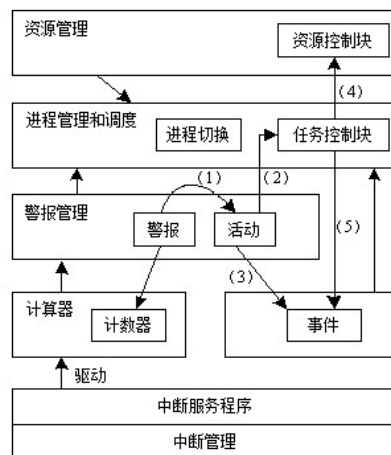 资源管理
资源控制块
(4)
进程管理和调度
进程切换
任务控制块
(1)
(2)
警报管理
警报
活动
(5)
(3)
计算器
计数器
事件
驱动
中断服务程序
中断管理